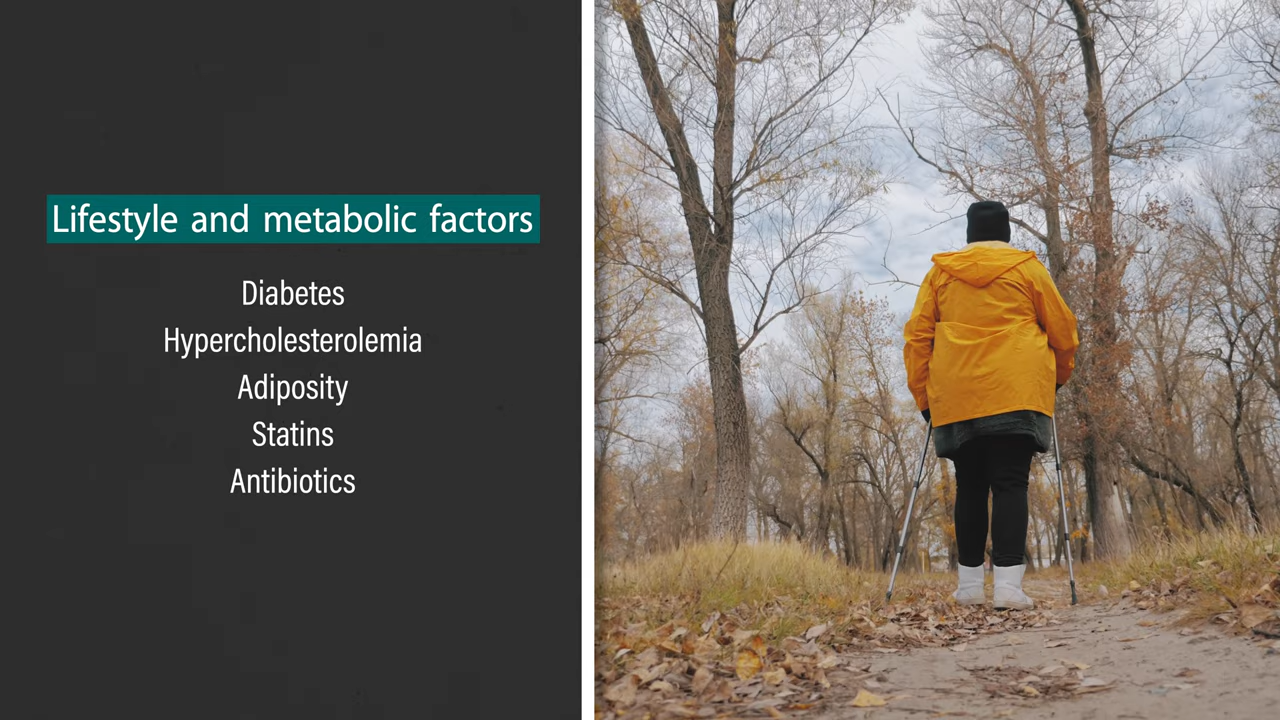 Lifestyle and metabolic factors
Diabetes
Hypercholesterolemia
Adiposity
Statins
Antibiotics